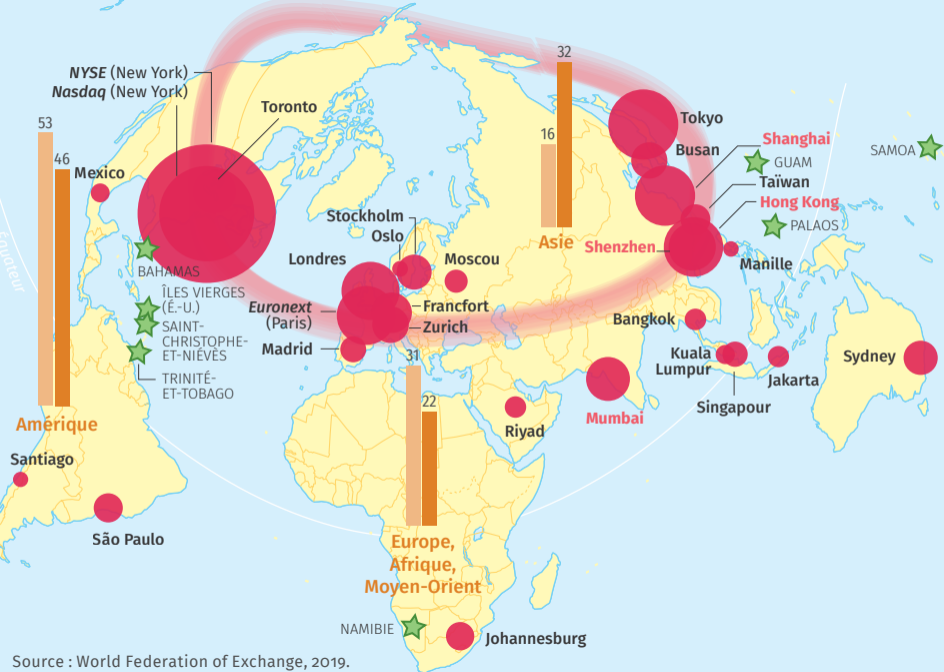 NYSE (New York)
Nasdaq (New York)
Toronto
53
46
Mexico
BAHAMAS
ÎLES VIERGES
(É.-U.)
SAINT-
CHRISTOPHE-
ET-NIÉVÈS
TRINITÉ-
ET-TOBAGO
Amérique
Santiago
São Paulo
Équateur
Stockholm
Oslo
Londres
Moscou
Euronext
(Paris)
Francfort
Zurich
Madrid
31
22
Riyad
Europe,
Afrique,
Moyen-Orient
NAMIBIE
Johannesburg
32
16
Asie
Tokyo
Busan
Shanghai
GUAM
SAMOA
Taïwan
Hong Kong
PALAOS
Shenzhen
Manille
Bangkok
Kuala
Lumpur
Singapour
Jakarta
Sydney
Mumbai
Source : World Federation of Exchange, 2019.